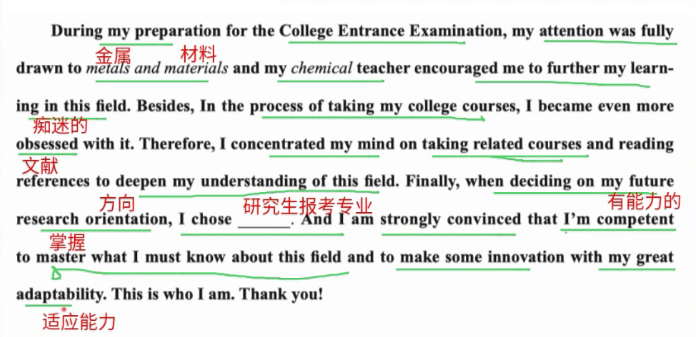 During my preparation for the College Entrance Examination, my attention was fully
金属 材料
drawn to metals and materials and my chemical teacher encouraged me to further my learn-
ing in this field. Besides, In the process of taking my college courses, I became even more
痴迷的
obsessed with it. Therefore, I concentrated my mind on taking related courses and reading
文献
references to deepen my understanding of this field. Finally, when deciding on my future
方向 研究生报考专业 有能力的
research orientation, I chose ______. And I am strongly convinced that I'm competent
掌握
to master what I must know about this field and to make some innovation with my great
adaptability. This is who I am. Thank you!
适应能力